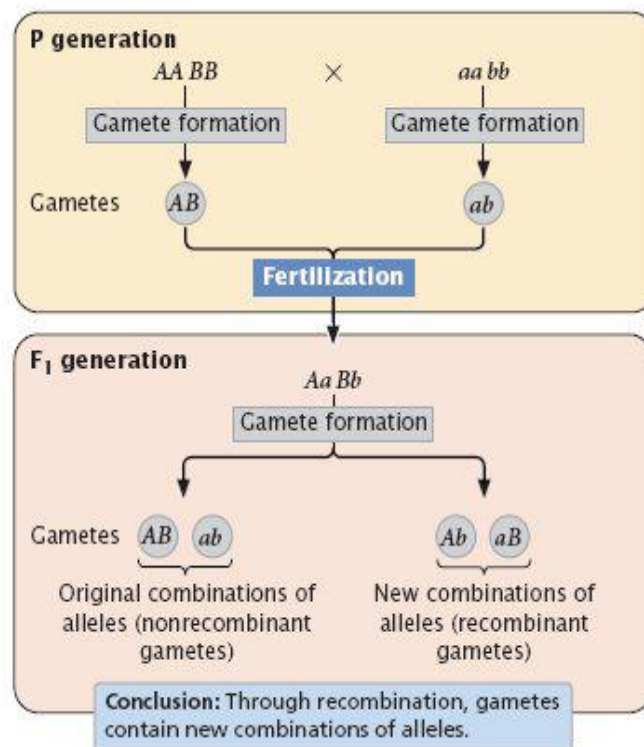 P generation
AA BB × aa bb
Gamete formation Gamete formation
Gametes AB ab
Fertilization
F1 generation
Aa Bb
Gamete formation
Gametes AB ab Ab aB
Original combinations of New combinations of
alleles (nonrecombinant alleles (recombinant
gametes) gametes)
Conclusion: Through recombination, gametes
contain new combinations of alleles.